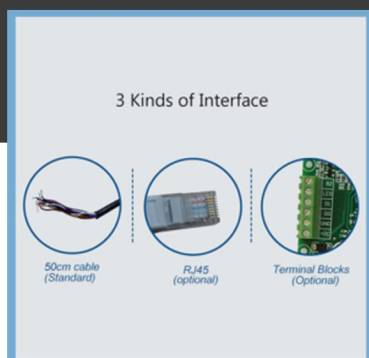 3 Kinds of Interface
50cm cable
(Standard)
RJ45
(optional)
Terminal Blocks
(Optional)